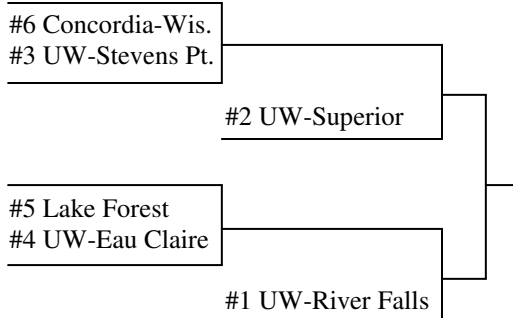 #6 Concordia-Wis.
#3 UW-Stevens Pt.
#2 UW-Superior
#5 Lake Forest
#4 UW-Eau Claire
#1 UW-River Falls